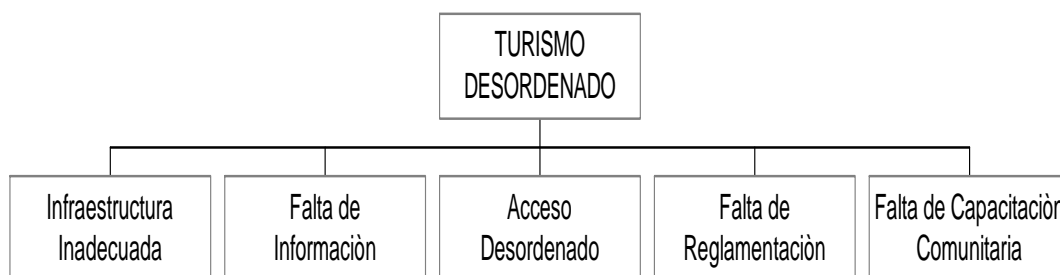 TURISMO
DESORDENADO
Infraestructura
Inadecuada
Falta de
Informaciòn
Acceso
Desordenado
Falta de
Reglamentaciòn
Falta de Capacitaciòn
Comunitaria